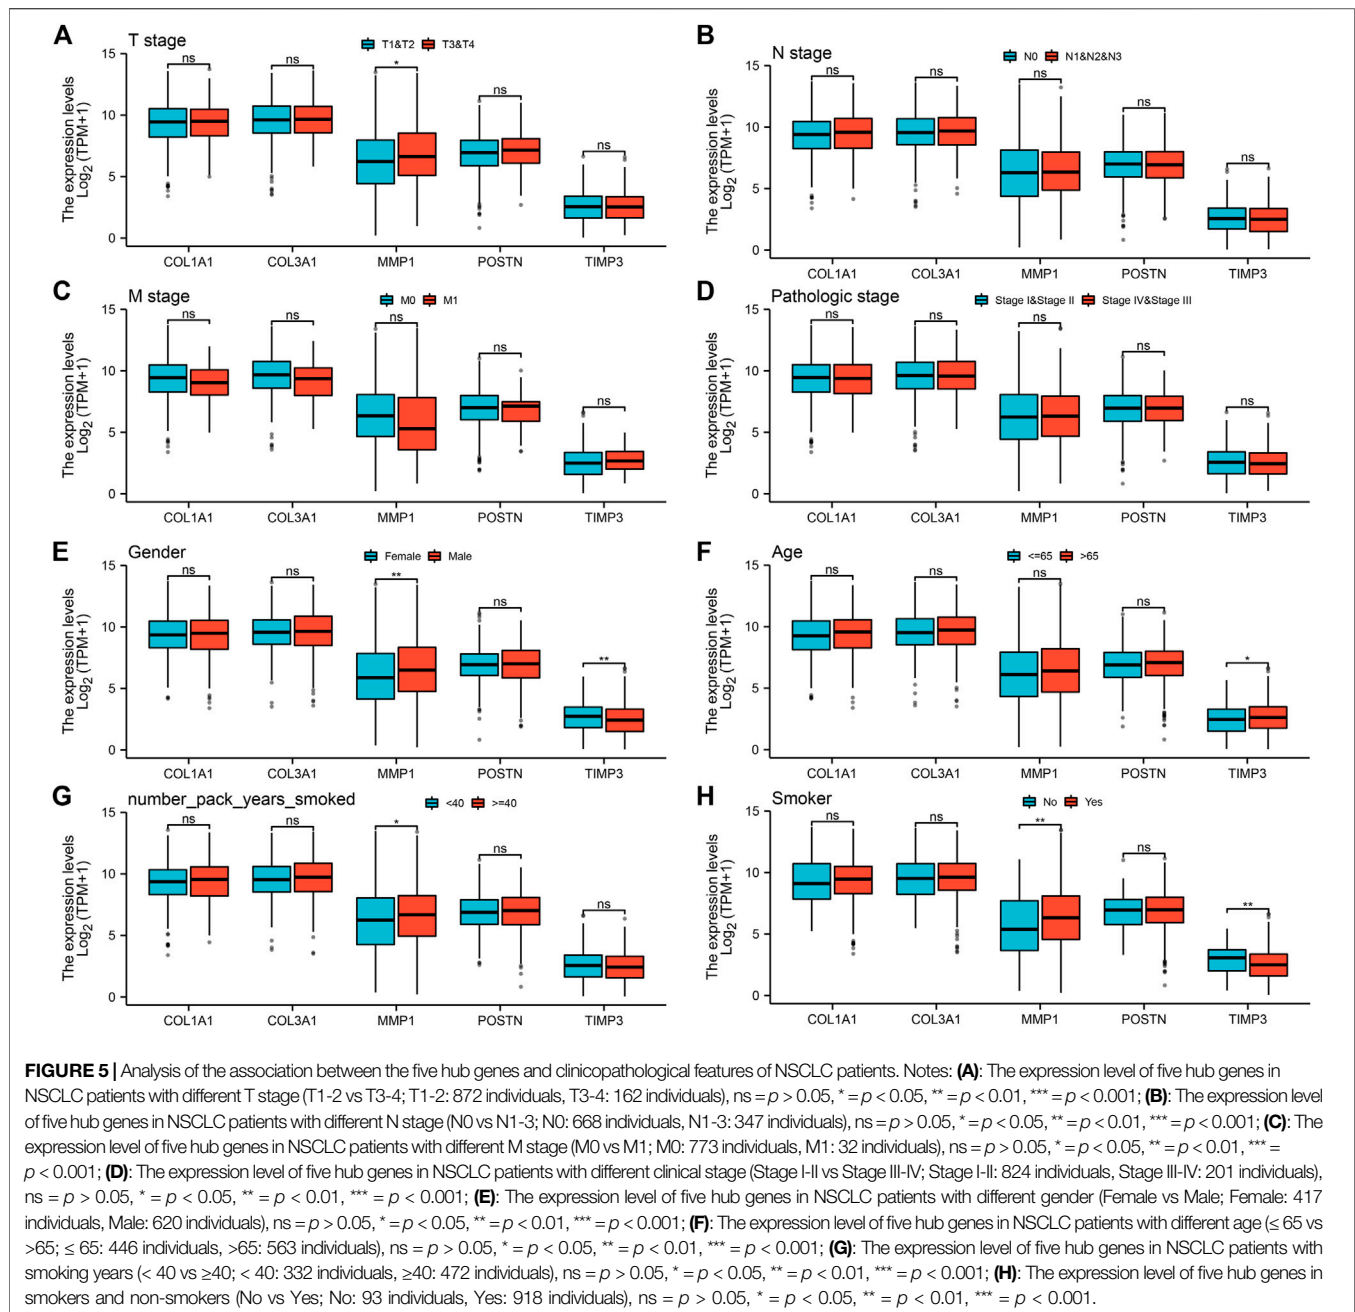 A T stage T1&T2 T3&T4
The expression levels
Log2 (TPM+1)
15
10
5
0
ns ns * ns ns
COL1A1 COL3A1 MMP1 POSTN TIMP3
B N stage N0 N1&N2&N3
The expression levels
Log2 (TPM+1)
15
10
5
0
ns ns ns ns ns
COL1A1 COL3A1 MMP1 POSTN TIMP3
C M stage M0 M1
The expression levels
Log2 (TPM+1)
15
10
5
0
ns ns ns ns ns
COL1A1 COL3A1 MMP1 POSTN TIMP3
D Pathologic stage Stage I&Stage II Stage IV&Stage III
The expression levels
Log2 (TPM+1)
15
10
5
0
ns ns ns ns ns
COL1A1 COL3A1 MMP1 POSTN TIMP3
E Gender Female Male
The expression levels
Log2 (TPM+1)
15
10
5
0
ns ns ** ns **
COL1A1 COL3A1 MMP1 POSTN TIMP3
F Age <=65 >65
The expression levels
Log2 (TPM+1)
15
10
5
0
ns ns ns ns *
COL1A1 COL3A1 MMP1 POSTN TIMP3
G number_pack_years_smoked <40 >=40
The expression levels
Log2 (TPM+1)
15
10
5
0
ns ns * ns ns
COL1A1 COL3A1 MMP1 POSTN TIMP3
H Smoker No Yes
The expression levels
Log2 (TPM+1)
15
10
5
0
ns ns ** ns **
COL1A1 COL3A1 MMP1 POSTN TIMP3
FIGURE 5 | Analysis of the association between the five hub genes and clinicopathological features of NSCLC patients. Notes: (A): The expression level of five hub genes in
NSCLC patients with different T stage (T1-2 vs T3-4; T1-2: 872 individuals, T3-4: 162 individuals), ns = p > 0.05, * = p < 0.05, ** = p < 0.01, *** = p < 0.001; (B): The expression level
of five hub genes in NSCLC patients with different N stage (N0 vs N1-3; N0: 668 individuals, N1-3: 347 individuals), ns = p > 0.05, * = p < 0.05, ** = p < 0.01, *** = p < 0.001; (C): The
expression level of five hub genes in NSCLC patients with different M stage (M0 vs M1; M0: 773 individuals, M1: 32 individuals), ns = p > 0.05, * = p < 0.05, ** = p < 0.01, *** =
p < 0.001; (D): The expression level of five hub genes in NSCLC patients with different clinical stage (Stage I-II vs Stage III-IV; Stage I-II: 824 individuals, Stage III-IV: 201 individuals),
ns = p > 0.05, * = p < 0.05, ** = p < 0.01, *** = p < 0.001; (E): The expression level of five hub genes in NSCLC patients with different gender (Female vs Male; Female: 417
individuals, Male: 620 individuals), ns = p > 0.05, * = p < 0.05, ** = p < 0.01, *** = p < 0.001; (F): The expression level of five hub genes in NSCLC patients with different age (≤ 65 vs
>65; ≤ 65: 446 individuals, >65: 563 individuals), ns = p > 0.05, * = p < 0.05, ** = p < 0.01, *** = p < 0.001; (G): The expression level of five hub genes in NSCLC patients with
smoking years (< 40 vs ≥40; < 40: 332 individuals, ≥40: 472 individuals), ns = p > 0.05, * = p < 0.05, ** = p < 0.01, *** = p < 0.001; (H): The expression level of five hub genes in
smokers and non-smokers (No vs Yes; No: 93 individuals, Yes: 918 individuals), ns = p > 0.05, * = p < 0.05, ** = p < 0.01, *** = p < 0.001.